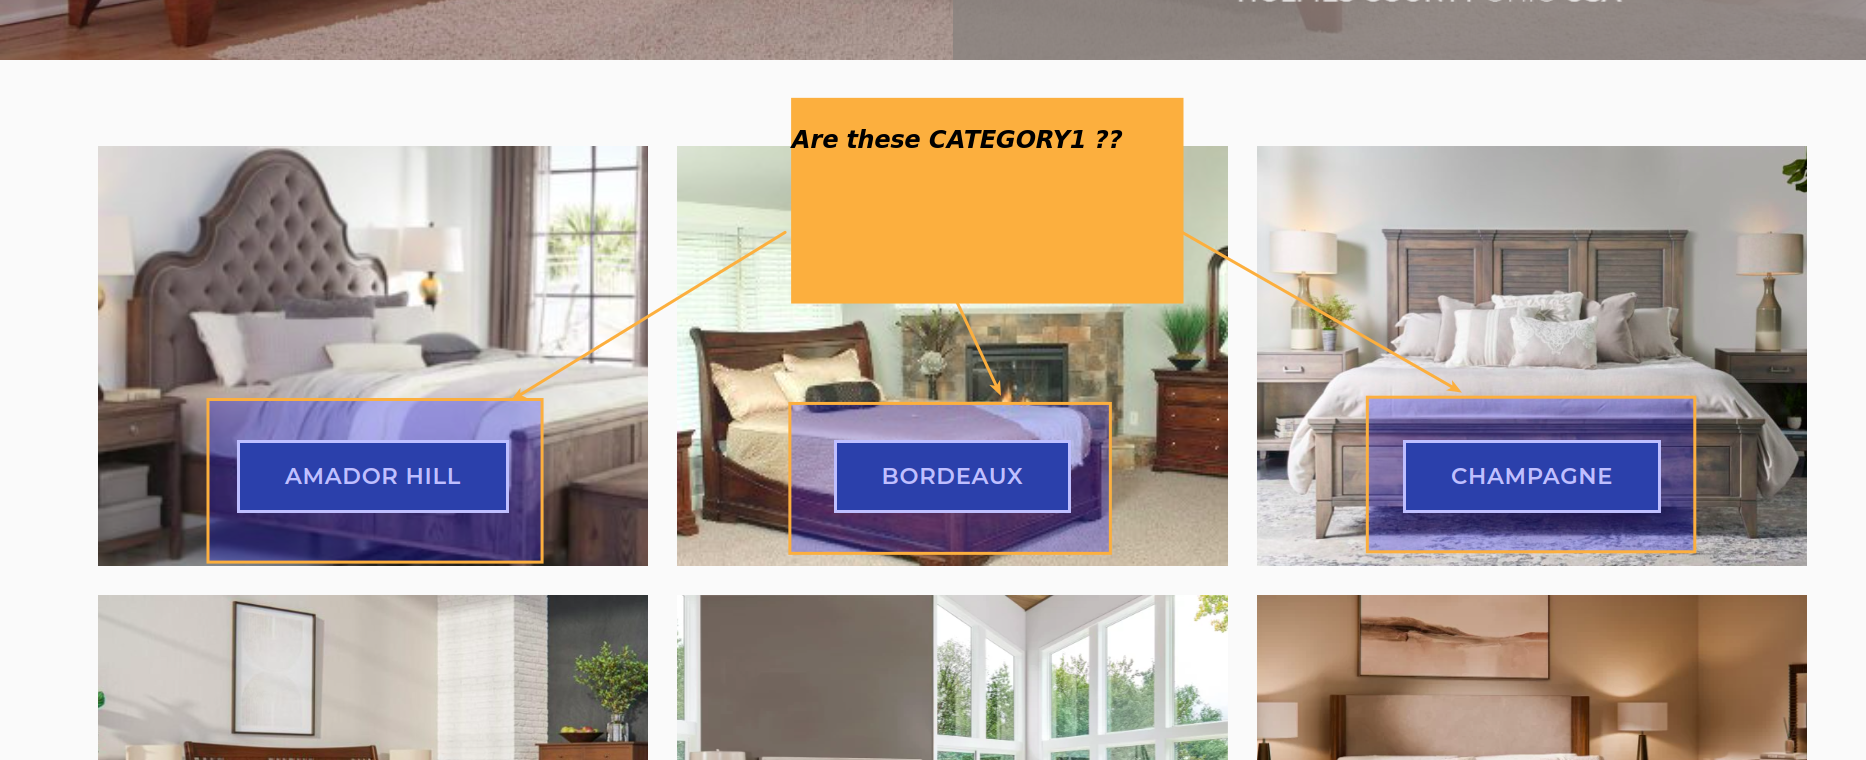 Are these CATEGORY1 ??
AMADOR HILL
BORDEAUX
CHAMPAGNE